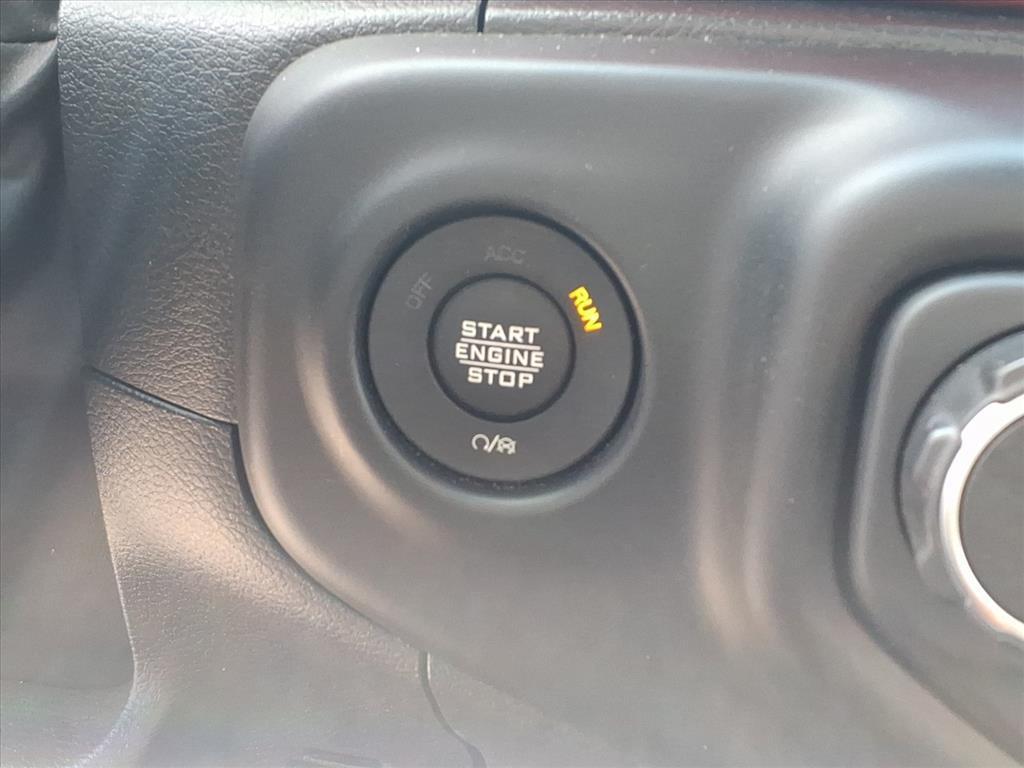 ACC
OFF
RUN
START
ENGINE
STOP